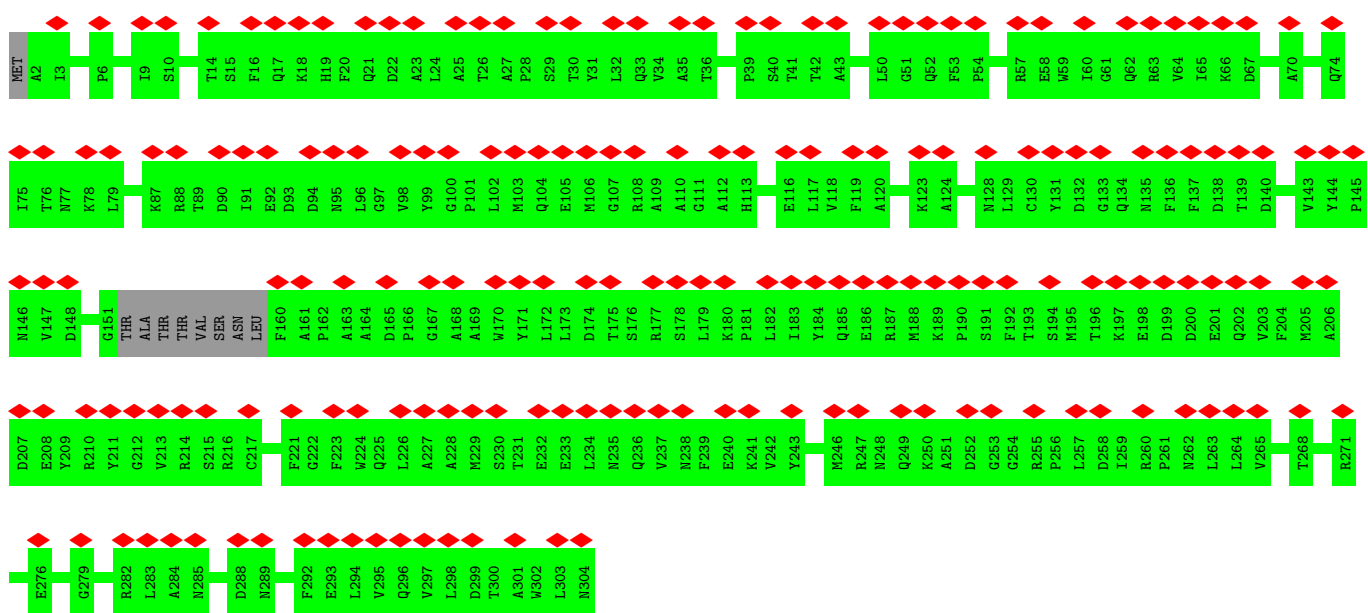 MET A2 I3 P6 I9 S10 T14 S15 F16 Q17 K18 H19 F20 Q21 D22 A23 L24 A25 T26 A27 P28 S29 T30 Y31 L32 Q33 V34 A35 T36 P39 S40 T41 T42 A43 L50 G51 Q52 F53 P54 R57 E58 W59 I60 G61 Q62 R63 V64 I65 K66 D67 A70 Q74
I75 T76 N77 K78 L79 K87 R88 T89 D90 I91 E92 D93 D94 N95 L96 G97 V98 Y99 G100 P101 L102 M103 Q104 E105 M106 G107 R108 A109 A110 G111 A112 H113 E116 L117 V118 F119 A120 K123 A124 N128 L129 C130 Y131 D132 G133 Q134 N135 F136 F137 D138 T139 D140 V143 Y144 P145
N146 V147 D148 G151 THR ALA THR THR VAL SER ASN LEU F160 A161 P162 A163 A164 D165 P166 G167 A168 A169 W170 Y171 L172 L173 D174 T175 S176 R177 S178 L179 K180 P181 L182 I183 Y184 Q185 E186 R187 M188 K189 P190 S191 F192 T193 S194 M195 T196 K197 E198 D199 D200 E201 Q202 V203 F204 M205 A206
D207 E208 Y209 R210 Y211 G212 V213 R214 S215 R216 C217 F221 G222 F223 W224 Q225 L226 A227 A228 M229 S230 T231 E232 E233 L234 N235 Q236 V237 N238 F239 E240 K241 V242 Y243 M246 R247 N248 Q249 K250 A251 D252 G253 G254 R255 P256 L257 D258 I259 R260 P261 N262 L263 L264 V265 T268 R271
E276 G279 R282 L283 A284 N285 D288 N289 F292 E293 L294 V295 Q296 V297 L298 D299 T300 A301 W302 L303 N304